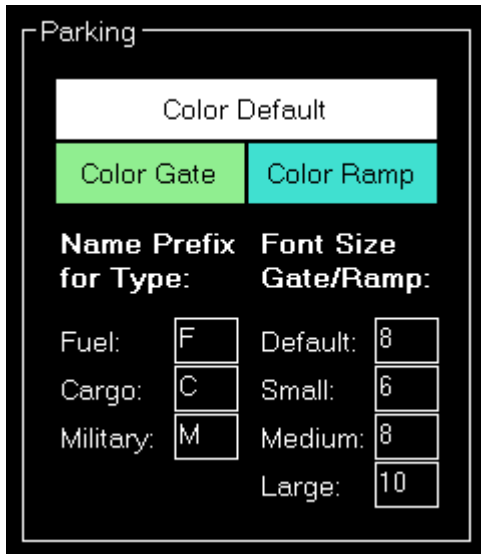 Parking
Color Default
Color Gate Color Ramp
Name Prefix for Type:
Font Size Gate/Ramp:
Fuel: F
Cargo: C
Military: M
Default: 8
Small: 6
Medium: 8
Large: 10